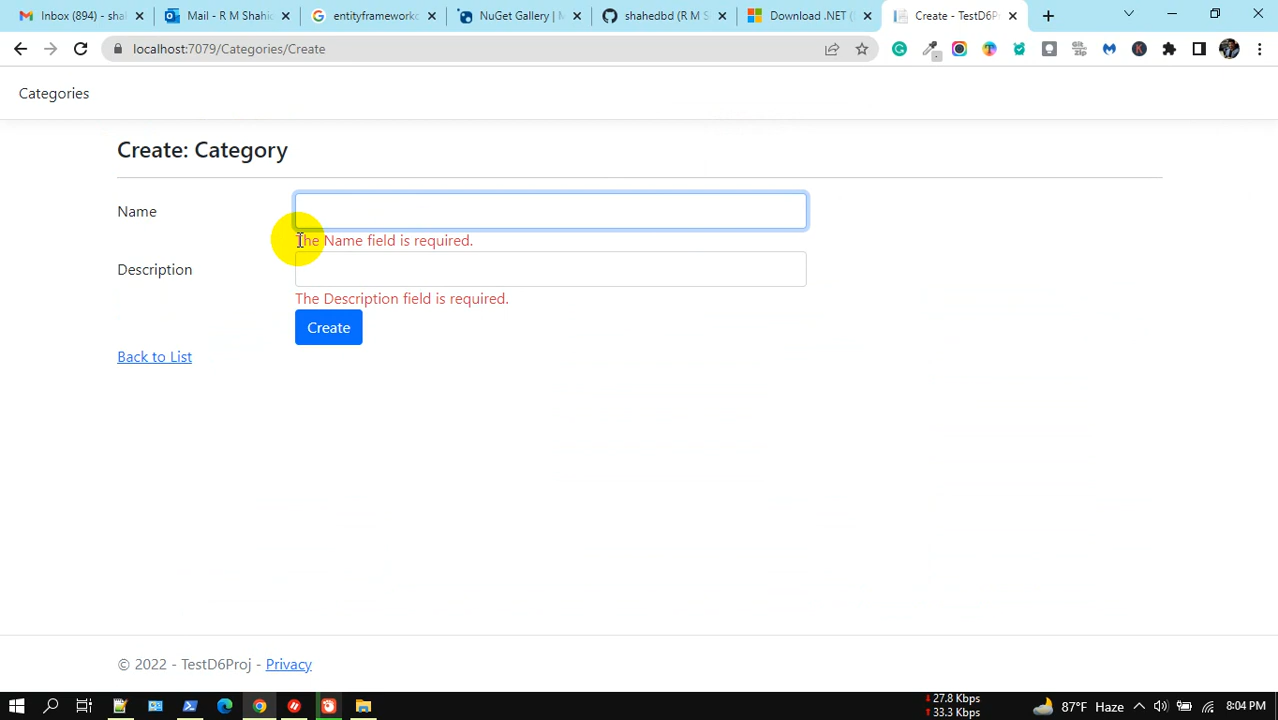 Inbox (894) - sha
Mail - R M Shahid
entityframework
NuGet Gallery | M
shahedbd (R M S
Download .NET (
Create - TestD6Pr
localhost:7079/Categories/Create
Categories
Create: Category
Name
The Name field is required.
Description
The Description field is required.
Create
Back to List
© 2022 - TestD6Proj - Privacy
27.8 Kbps
33.3 Kbps
87°F Haze
8:04 PM